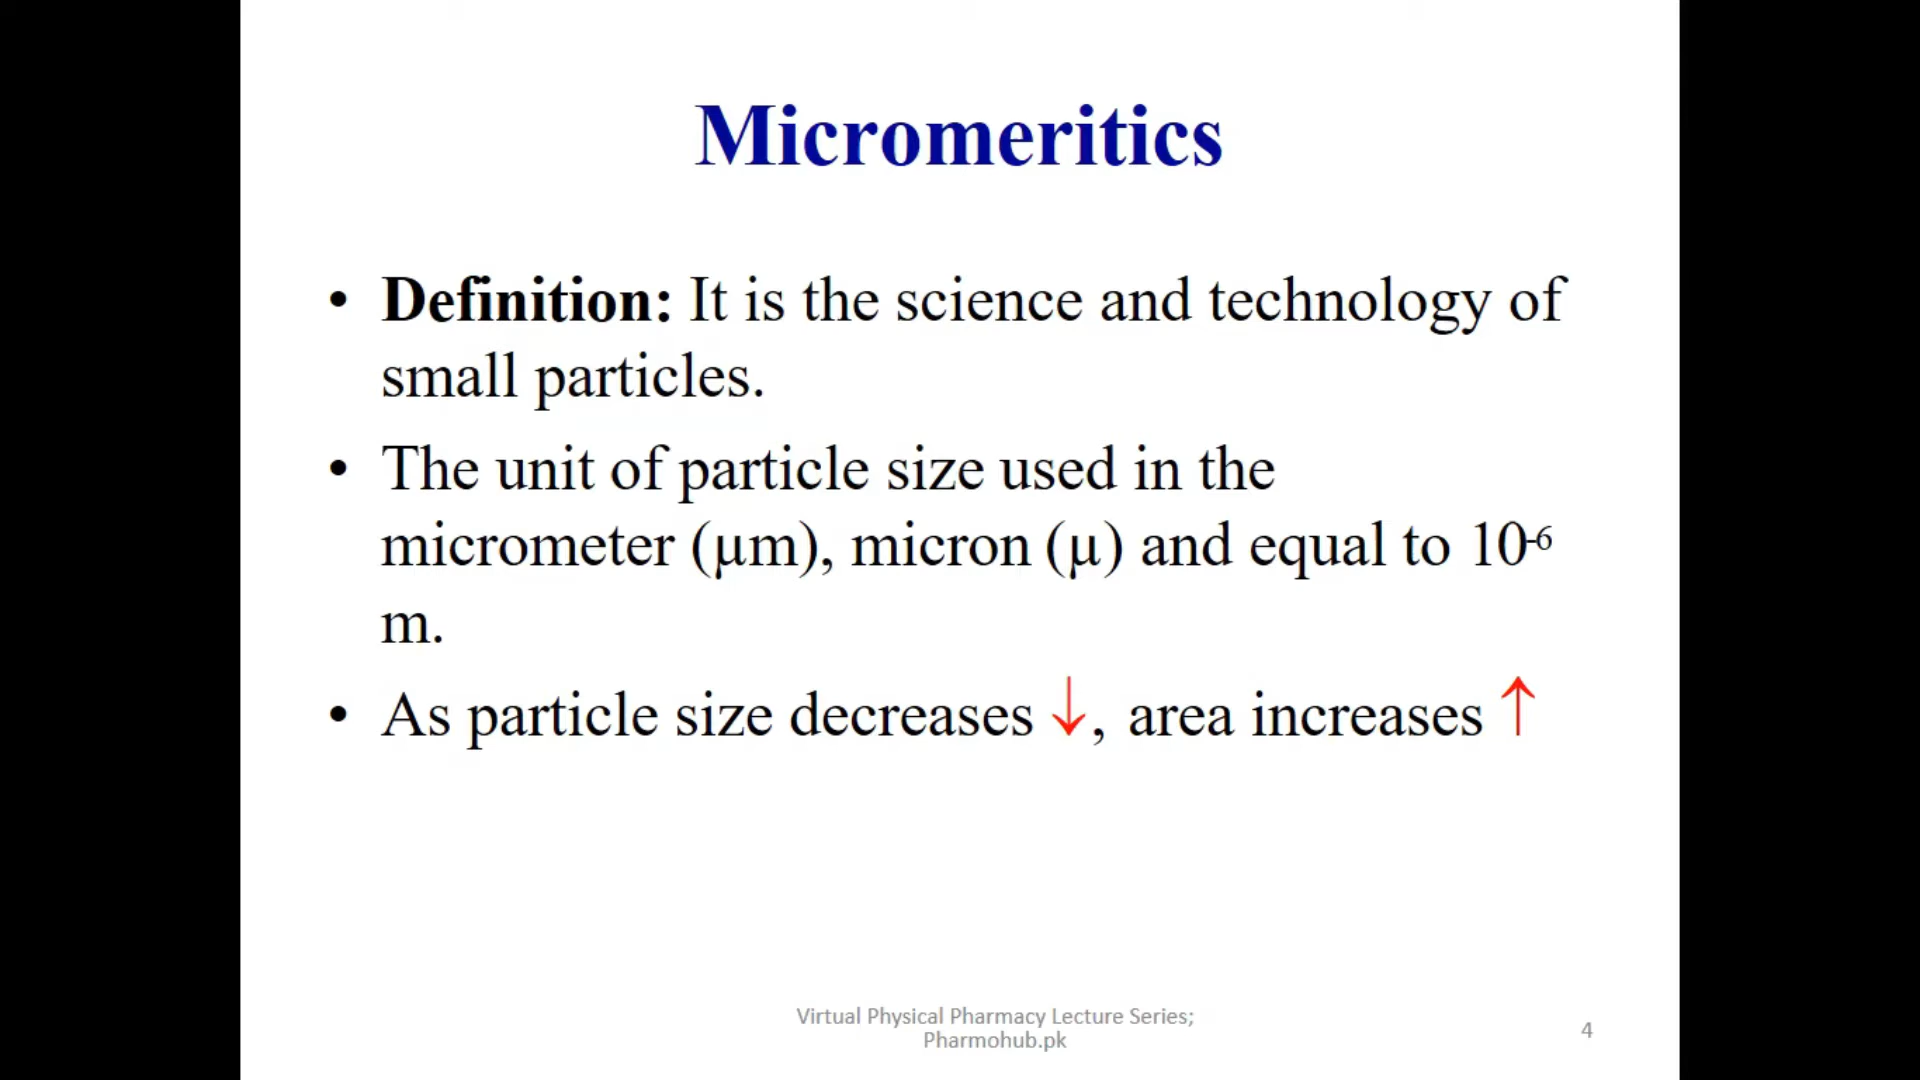 Micromeritics
• Definition: It is the science and technology of
small particles.
• The unit of particle size used in the
micrometer (µm), micron (µ) and equal to 10-6
m.
• As particle size decreases ↓, area increases ↑
Virtual Physical Pharmacy Lecture Series;
Pharmohub.pk
4